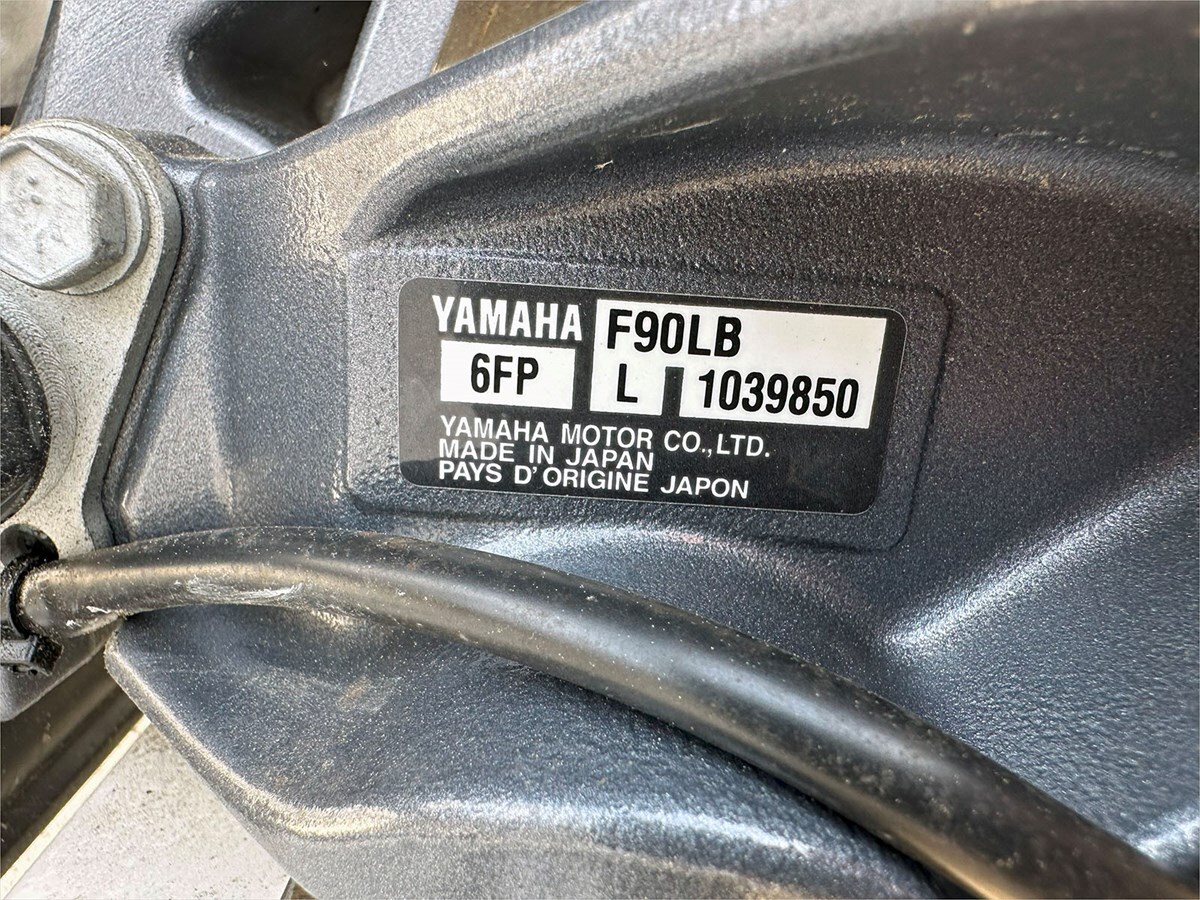 YAMAHA F90LB
6FP L 1039850
YAMAHA MOTOR CO.,LTD.
MADE IN JAPAN
PAYS D'ORIGINE JAPON